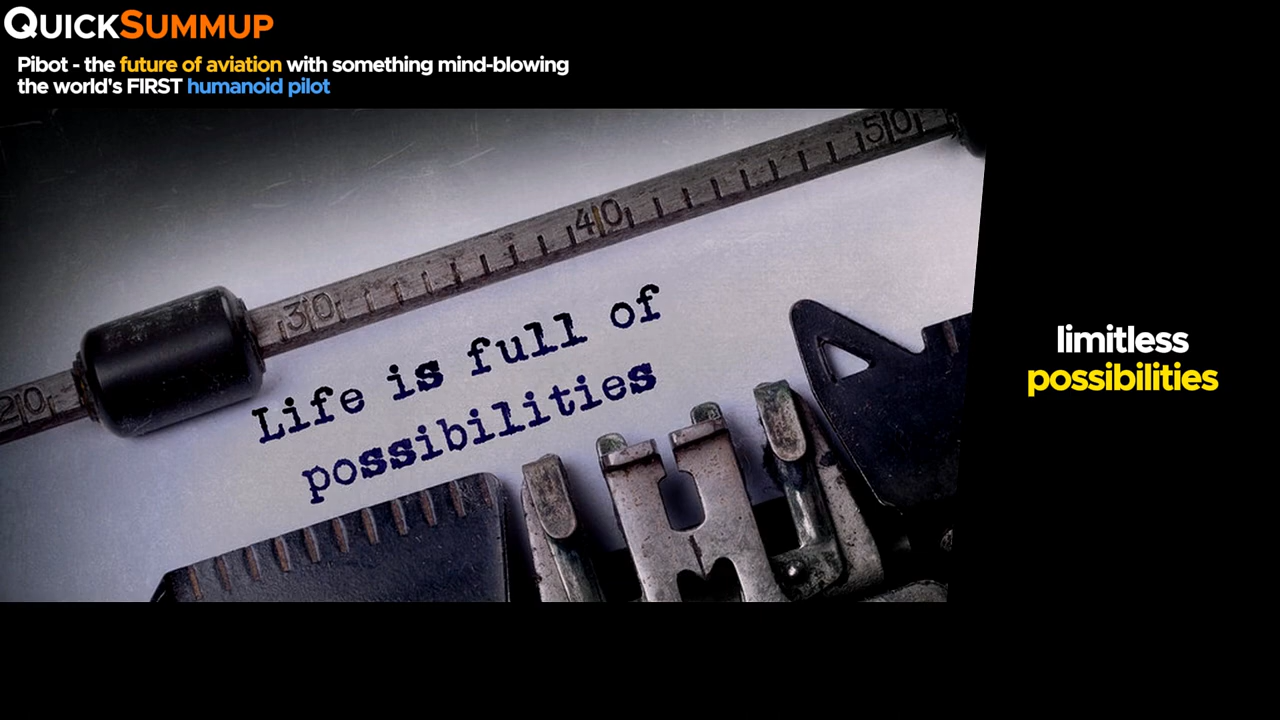 QUICKSUMMUP
Pibot - the future of aviation with something mind-blowing
the world's FIRST humanoid pilot
50
40
30
20
Life is full of
possibilities
limitless
possibilities